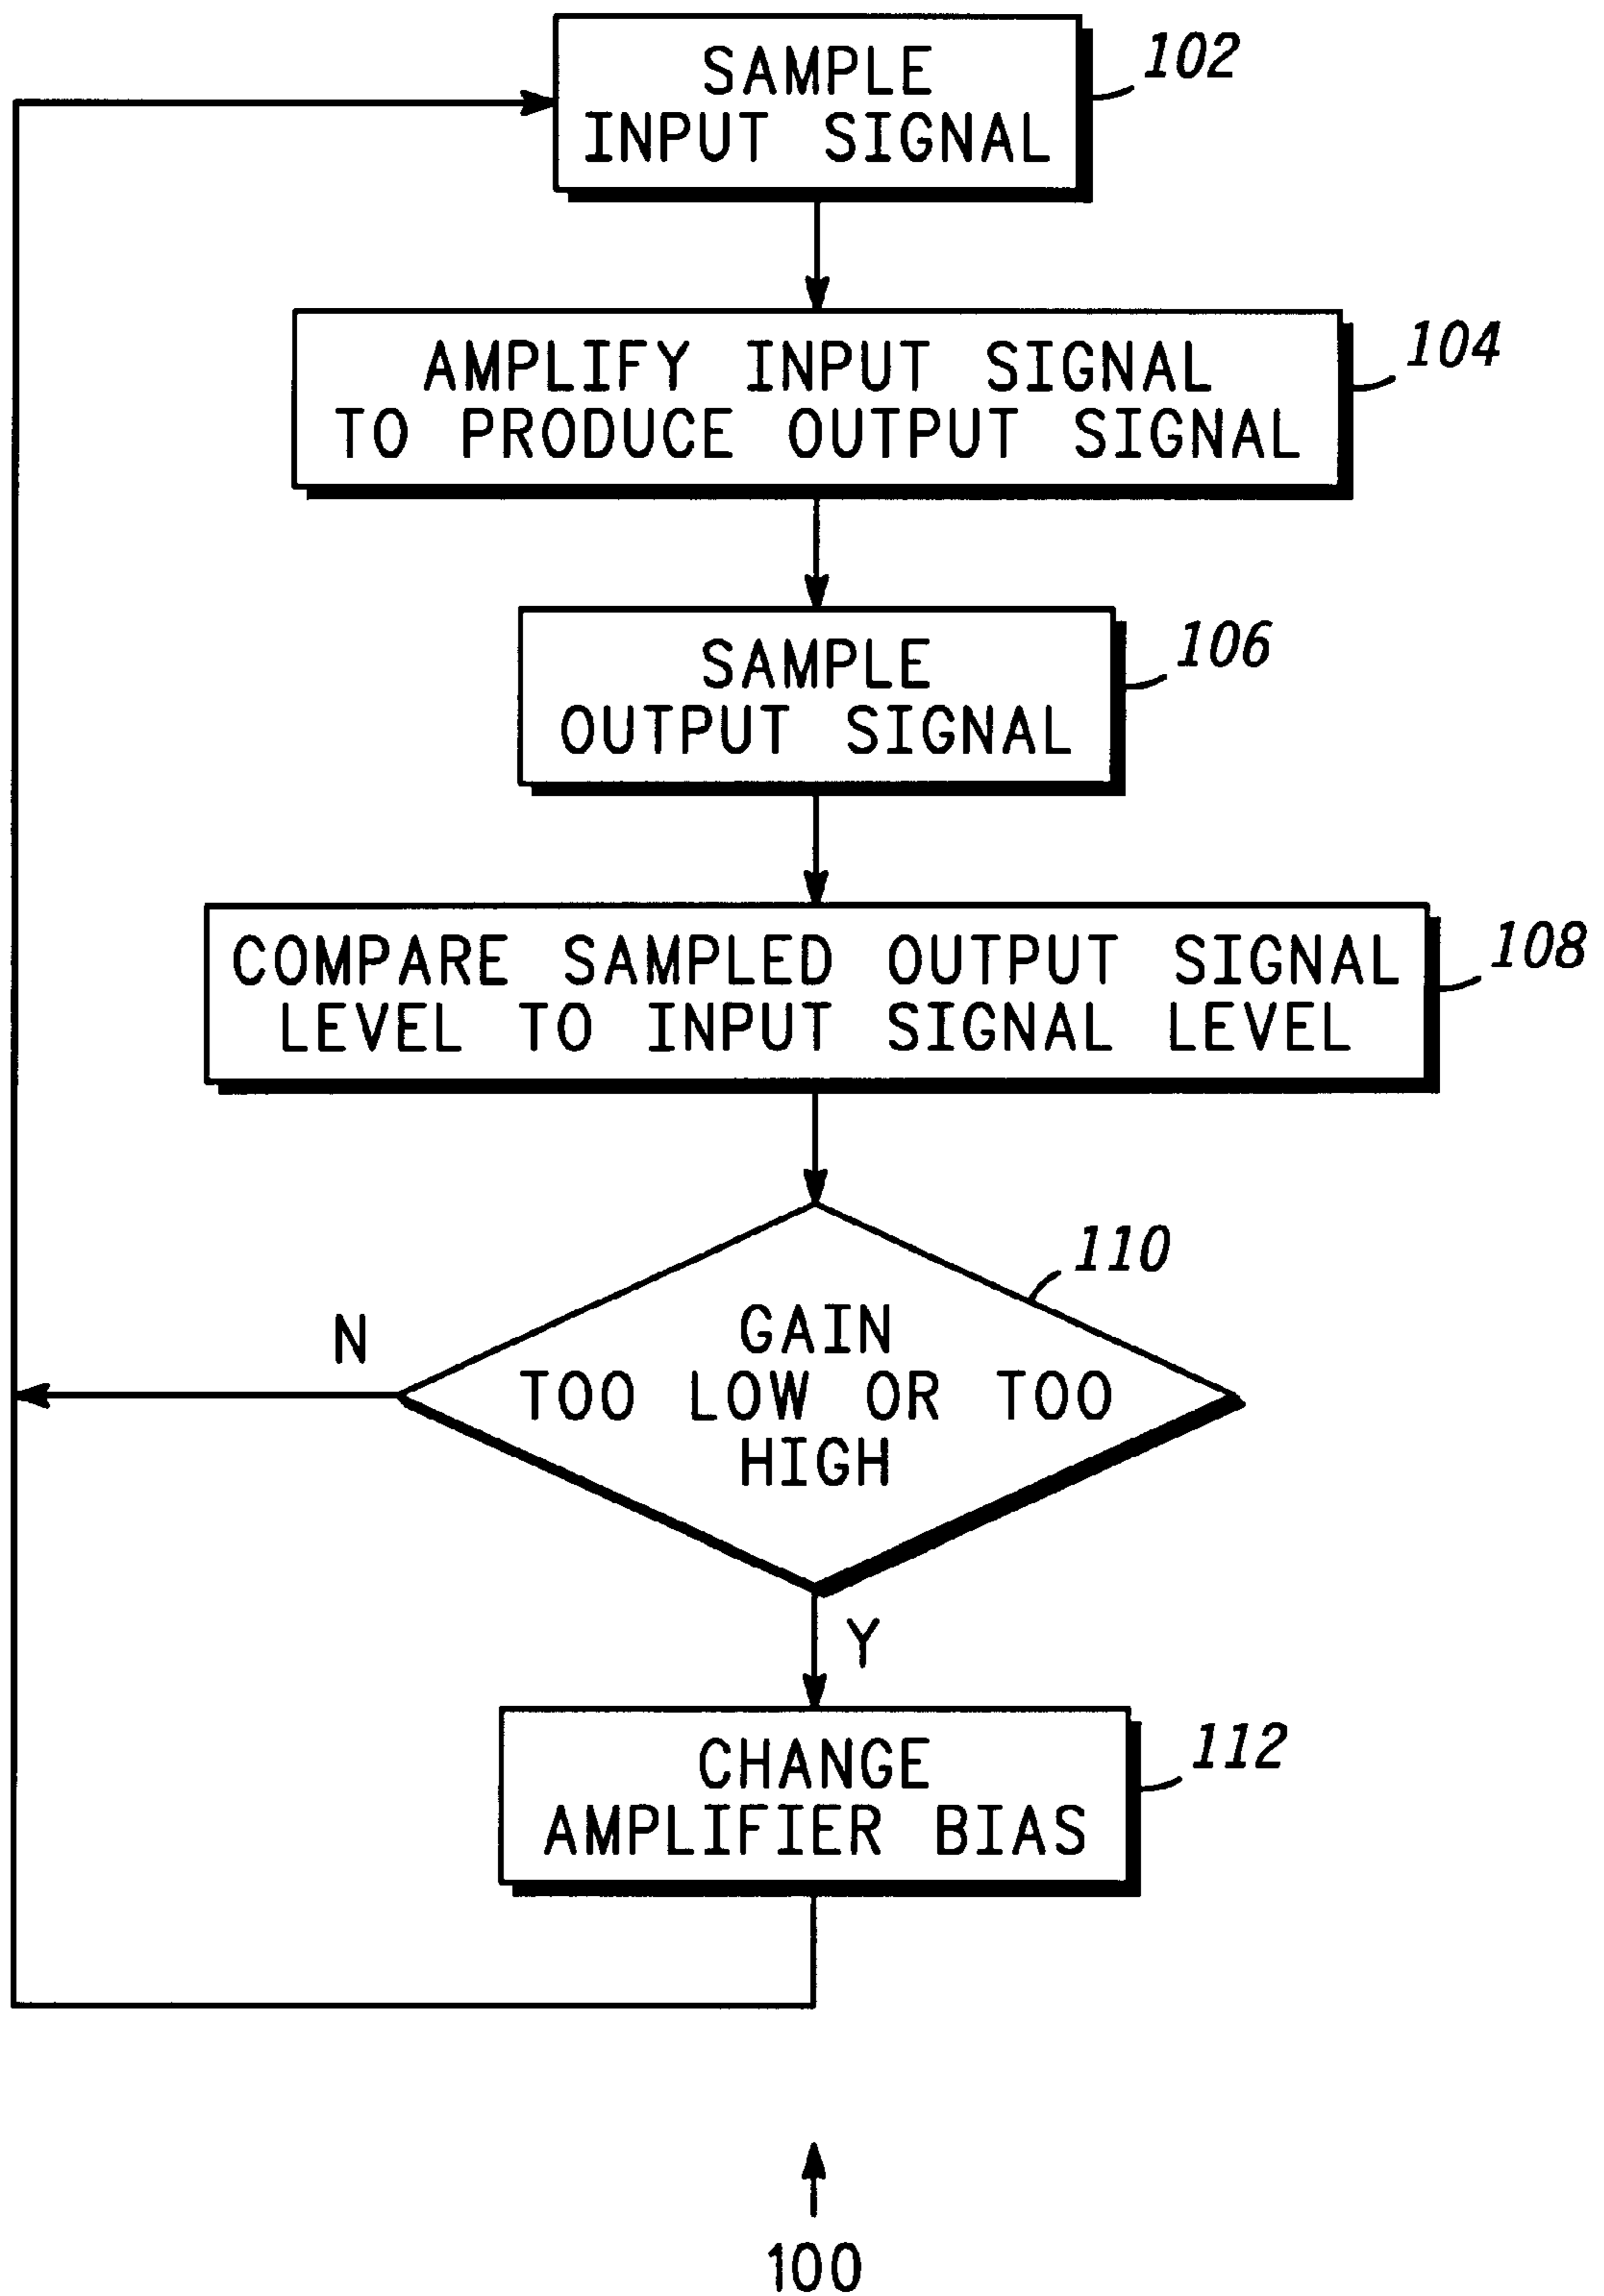 SAMPLE
INPUT SIGNAL
102
AMPLIFY INPUT SIGNAL
TO PRODUCE OUTPUT SIGNAL
104
SAMPLE
OUTPUT SIGNAL
106
COMPARE SAMPLED OUTPUT SIGNAL
LEVEL TO INPUT SIGNAL LEVEL
108
110
N
GAIN
TOO LOW OR TOO
HIGH
Y
CHANGE
AMPLIFIER BIAS
112
100